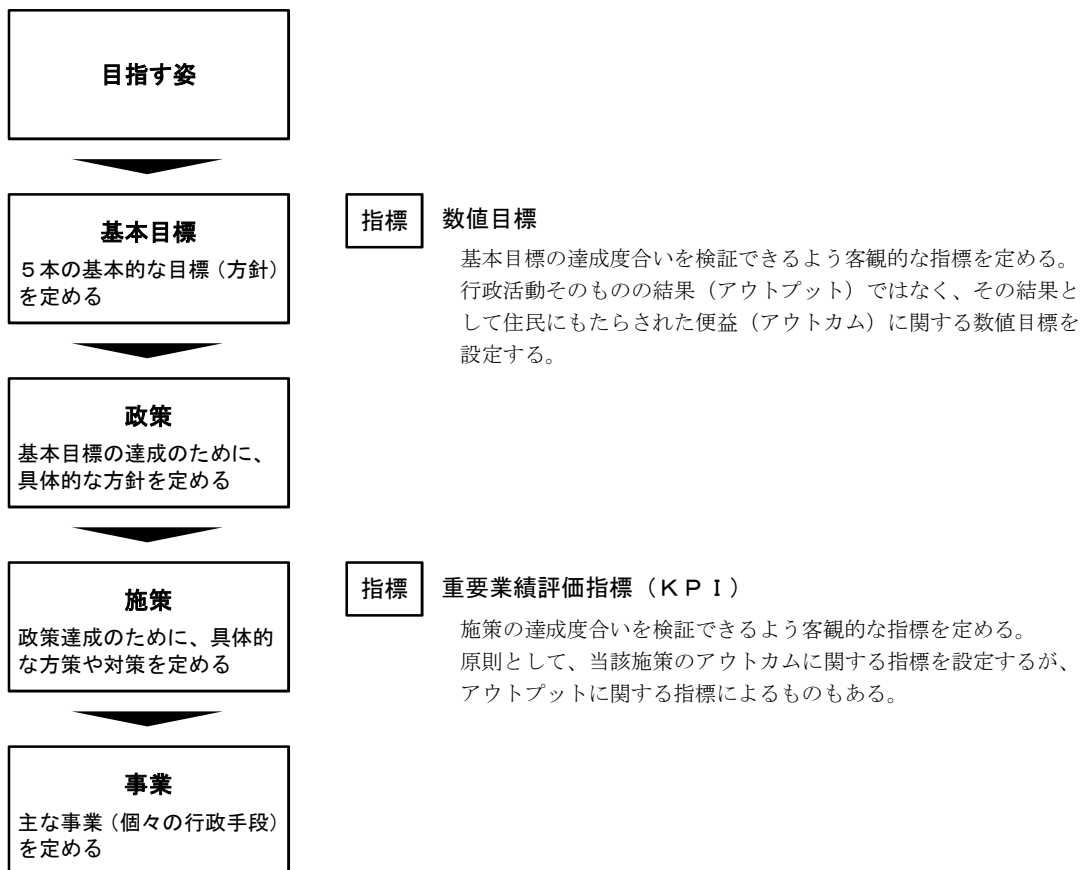 目指す姿
基本目標
５本の基本的な目標（方針）
を定める
指標
数値目標
基本目標の達成度合いを検証できるよう客観的な指標を定める。
行政活動そのものの結果（アウトプット）ではなく、その結果と
して住民にもたらされた便益（アウトカム）に関する数値目標を
設定する。
政策
基本目標の達成のために、
具体的な方針を定める
施策
政策達成のために、具体的
な方策や対策を定める
指標
重要業績評価指標（ＫＰＩ）
施策の達成度合いを検証できるよう客観的な指標を定める。
原則として、当該施策のアウトカムに関する指標を設定するが、
アウトプットに関する指標によるものもある。
事業
主な事業（個々の行政手段）
を定める